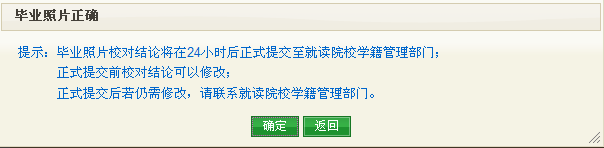 毕业照片正确
提示：毕业照片校对结论将在24小时后正式提交至就读院校学籍管理部门；
正式提交前校对结论可以修改；
正式提交后若仍需修改，请联系就读院校学籍管理部门。
确定 返回